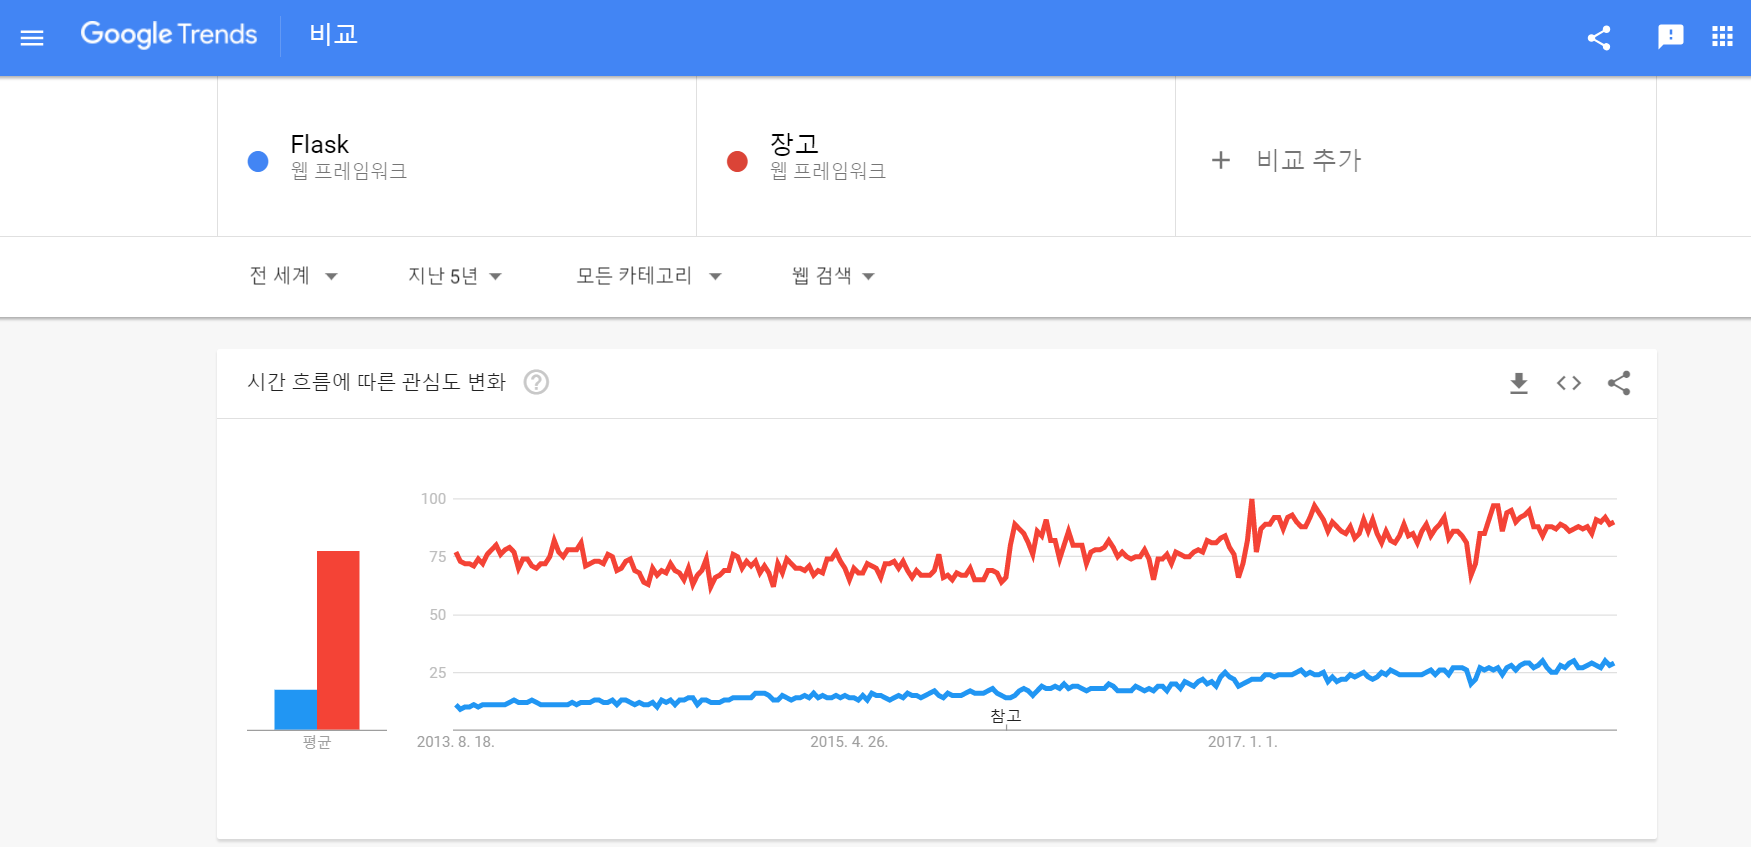 Google Trends 비교
Flask
웹 프레임워크
장고
웹 프레임워크
+ 비교 추가
전 세계 지난 5년 모든 카테고리 웹 검색
시간 흐름에 따른 관심도 변화 ?
100
75
50
25
참고
평균 2013. 8. 18. 2015. 4. 26. 2017. 1. 1.